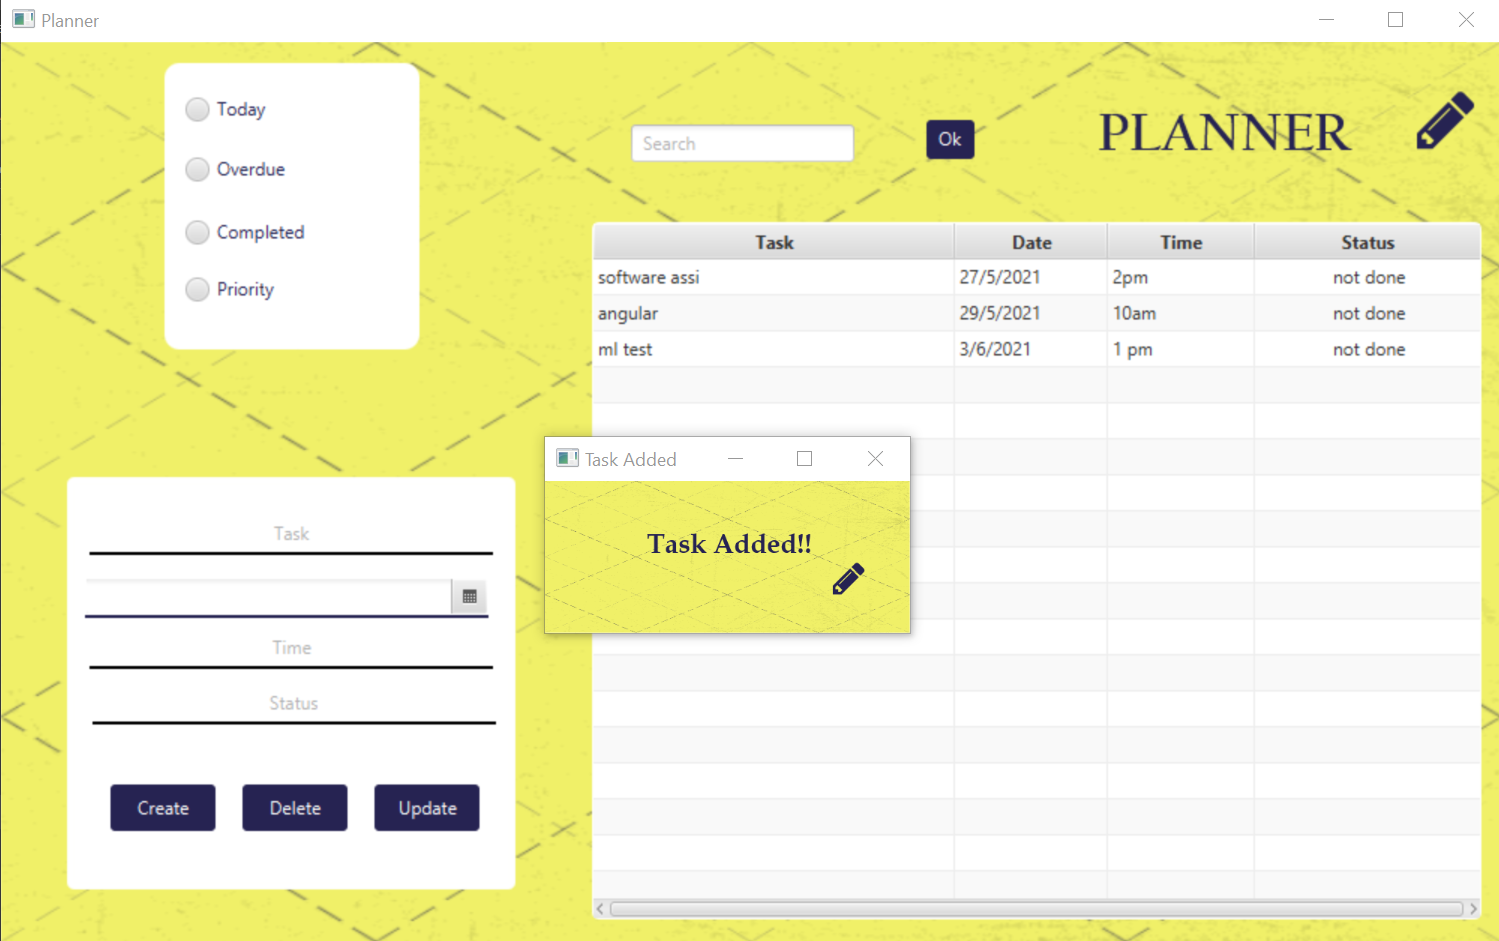 Planner
Today
Overdue
Completed
Priority
Search
Ok
PLANNER
Task Date Time Status
software assi 27/5/2021 2pm not done
angular 29/5/2021 10am not done
ml test 3/6/2021 1 pm not done
Task Added
Task Added!!
Task
Time
Status
Create Delete Update